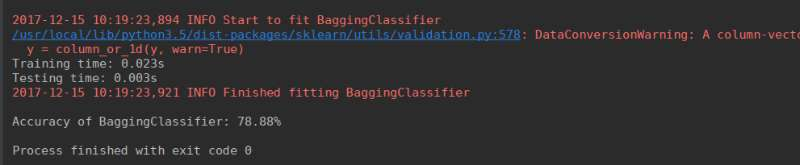 2017-12-15 10:19:23,894 INFO Start to fit BaggingClassifier
/usr/local/lib/python3.5/dist-packages/sklearn/utils/validation.py:578: DataConversionWarning: A column-vecto
y = column_or_1d(y, warn=True)
Training time: 0.023s
Testing time: 0.003s
2017-12-15 10:19:23,921 INFO Finished fitting BaggingClassifier
Accuracy of BaggingClassifier: 78.88%
Process finished with exit code 0